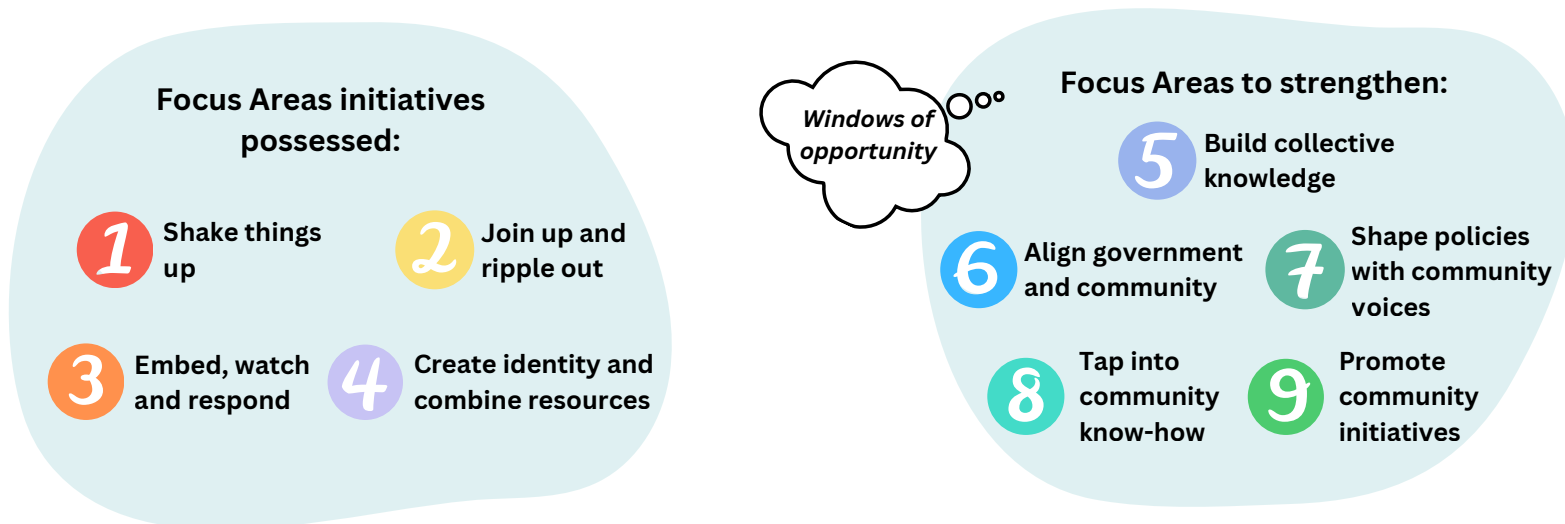 Focus Areas initiatives
possessed:
1
Shake things
up
2
Join up and
ripple out
3
Embed, watch
and respond
4
Create identity and
combine resources
Windows of
opportunity
Focus Areas to strengthen:
5
Build collective
knowledge
6
Align government
and community
7
Shape policies
with community
voices
8
Tap into
community
know-how
9
Promote
community
initiatives